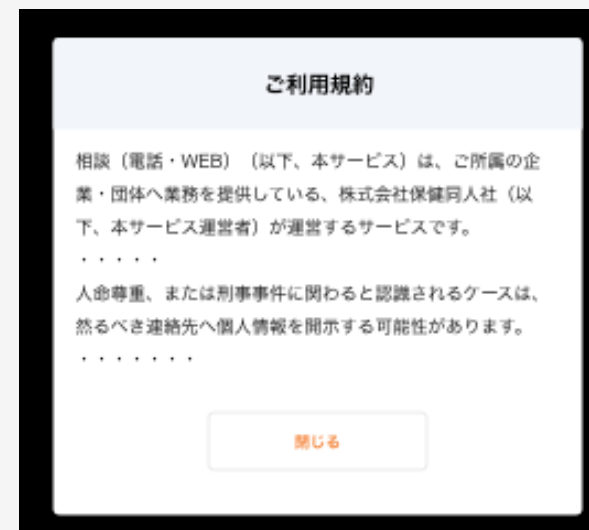 ご利用規約
相談（電話・WEB）（以下、本サービス）は、ご所属の企
業・団体へ業務を提供している、株式会社保健同人社（以
下、本サービス運営者）が運営するサービスです。
・・・・・
人命尊重、または刑事事件に関わると認識されるケースは、
然るべき連絡先へ個人情報を開示する可能性があります。
・・・・・・・
閉じる